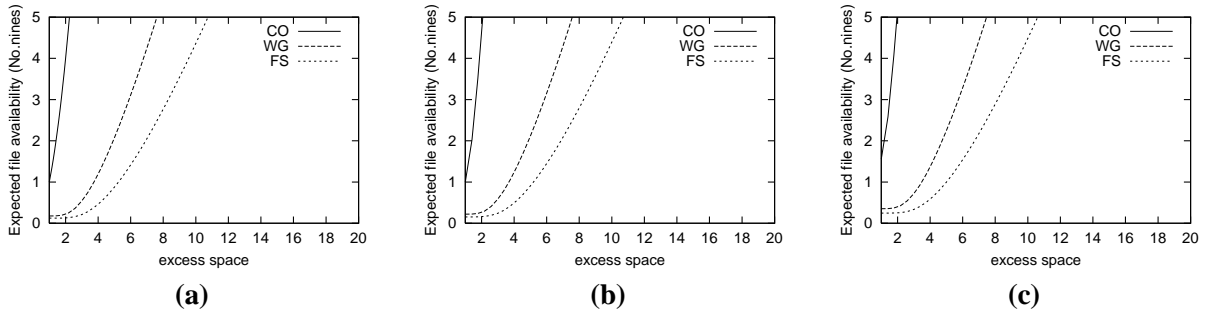 Expected file availability (No.nines)
5
4
3
2
1
0
2 4 6 8 10 12 14 16 18 20
excess space
CO
WG
FS
(a)
Expected file availability (No.nines)
5
4
3
2
1
0
2 4 6 8 10 12 14 16 18 20
excess space
CO
WG
FS
(b)
Expected file availability (No.nines)
5
4
3
2
1
0
2 4 6 8 10 12 14 16 18 20
excess space
CO
WG
FS
(c)